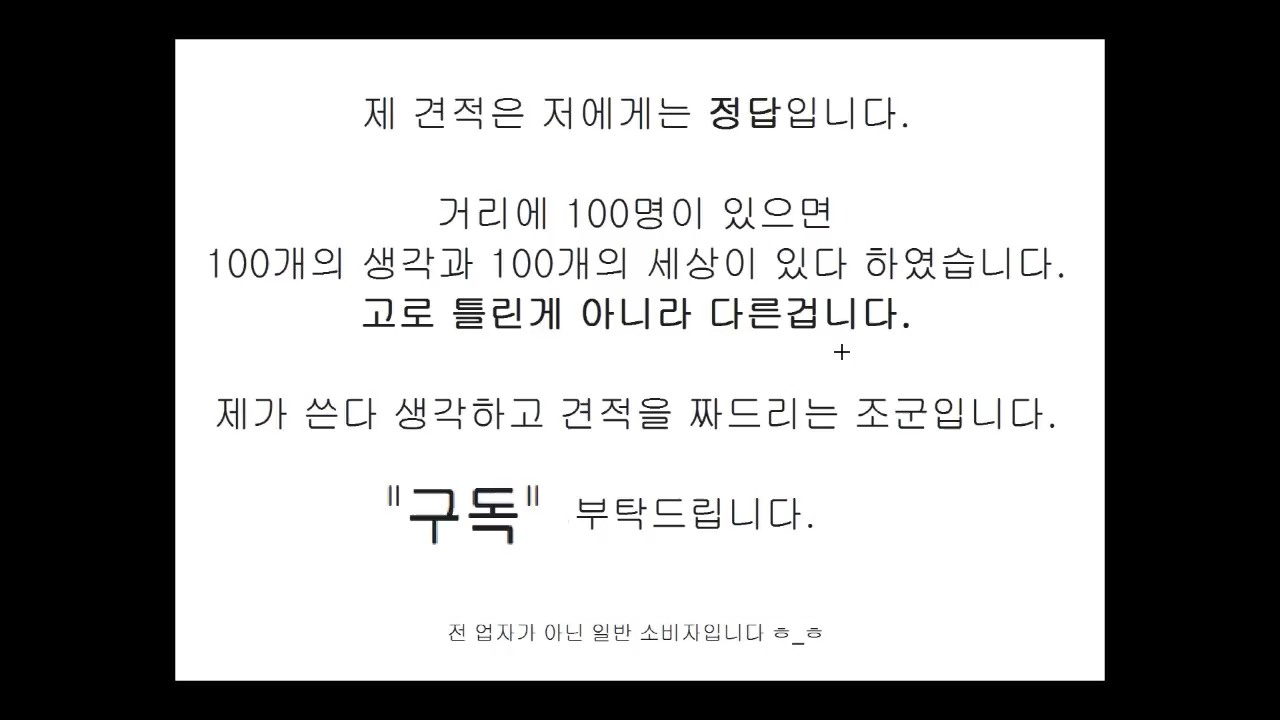 제 견적은 저에게는 정답입니다.
거리에 100명이 있으면
100개의 생각과 100개의 세상이 있다 하였습니다.
고로 틀린게 아니라 다른겁니다.
제가 쓴다 생각하고 견적을 짜드리는 조군입니다.
"구독" 부탁드립니다.
전 업자가 아닌 일반 소비자입니다 ㅎ_ㅎ